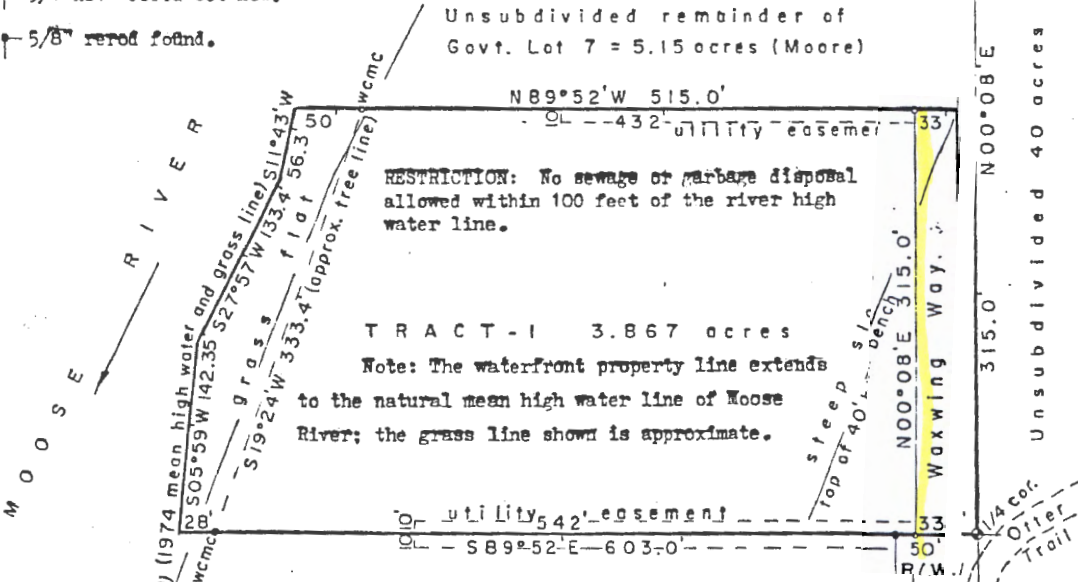 5/8" rerod found.
Unsubdivided remainder of
Govt. Lot 7 = 5.15 acres (Moore)
N89°52'W 515.0'
50'
432'
utility easemen
33'
10'
wcmc
RESTRICTION: No sewage or garbage disposal
allowed within 100 feet of the river high
water line.
TRACT-1 3.867 acres
Note: The waterfront property line extends
to the natural mean high water line of Moose
River; the grass line shown is approximate.
MOOSE RIVER
(1974 mean high water and grass line)
S11°43'W 56.3'
S27°57'W 133.4'
S05°59'W 142.35'
grass flat
S19°24'W 333.4' (approx. tree line)
steep
top of 40' bench
N00°08'E 315.0'
Waxwing Way.
N00°08'E
315.0'
Unsubdivided 40 acres
28'
10'
utility 542' easement
33'
S89°52'E 603.0'
50'
R/W.
1/4 cor.
Otter
Trail
wcmc